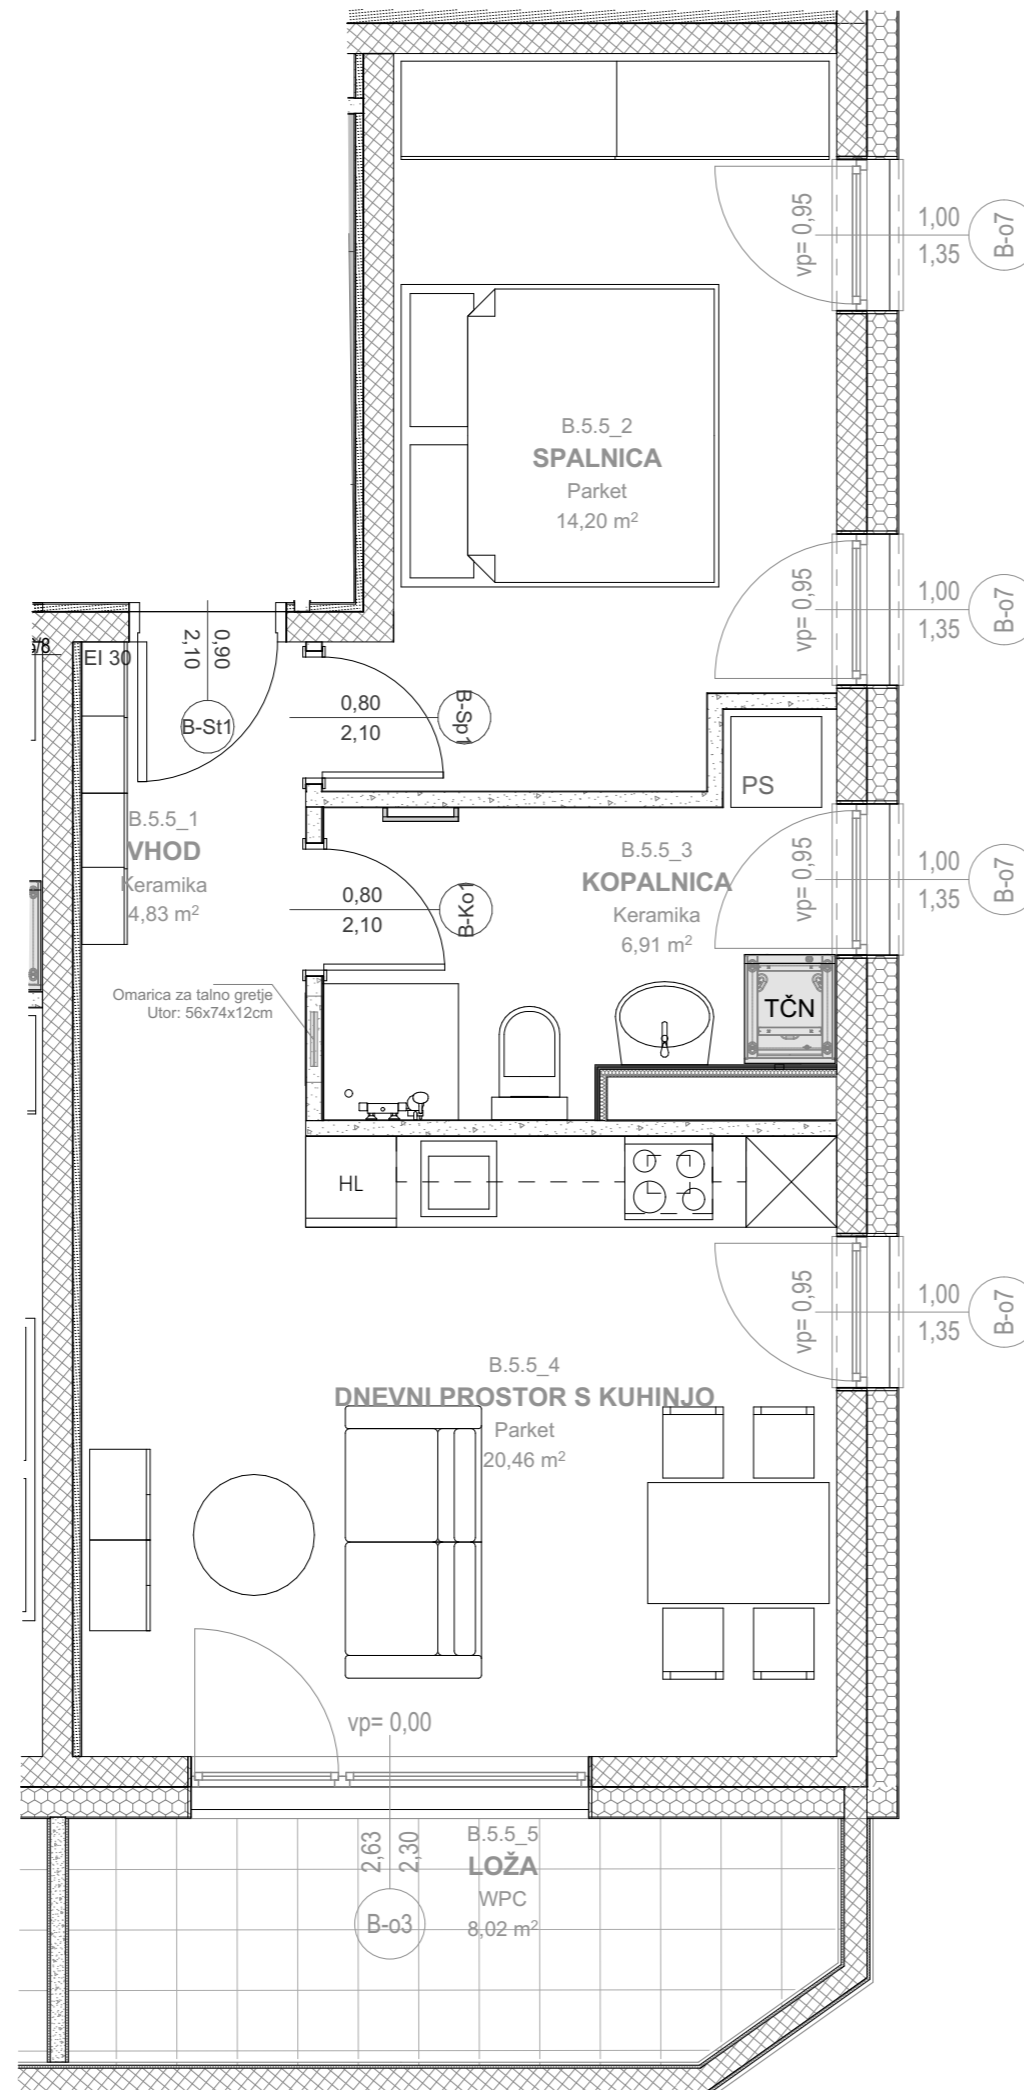 vp= 0,95
1,00
1,35
B-o7
B.5.5_2
SPALNICA
Parket
14,20 m²
vp= 0,95
1,00
1,35
B-o7
EI 30
0,90
2,10
B-St1
0,80
2,10
B-Sp1
PS
B.5.5_1
VHOD
Keramika
4,83 m²
0,80
2,10
B-Ko1
B.5.5_3
KOPALNICA
Keramika
6,91 m²
vp= 0,95
1,00
1,35
B-o7
Omarica za talno gretje
Utor: 56x74x12cm
TČN
HL
vp= 0,95
1,00
1,35
B-o7
B.5.5_4
DNEVNI PROSTOR S KUHINJO
Parket
20,46 m²
vp= 0,00
2,63
2,30
B-o3
B.5.5_5
LOŽA
WPC
8,02 m²